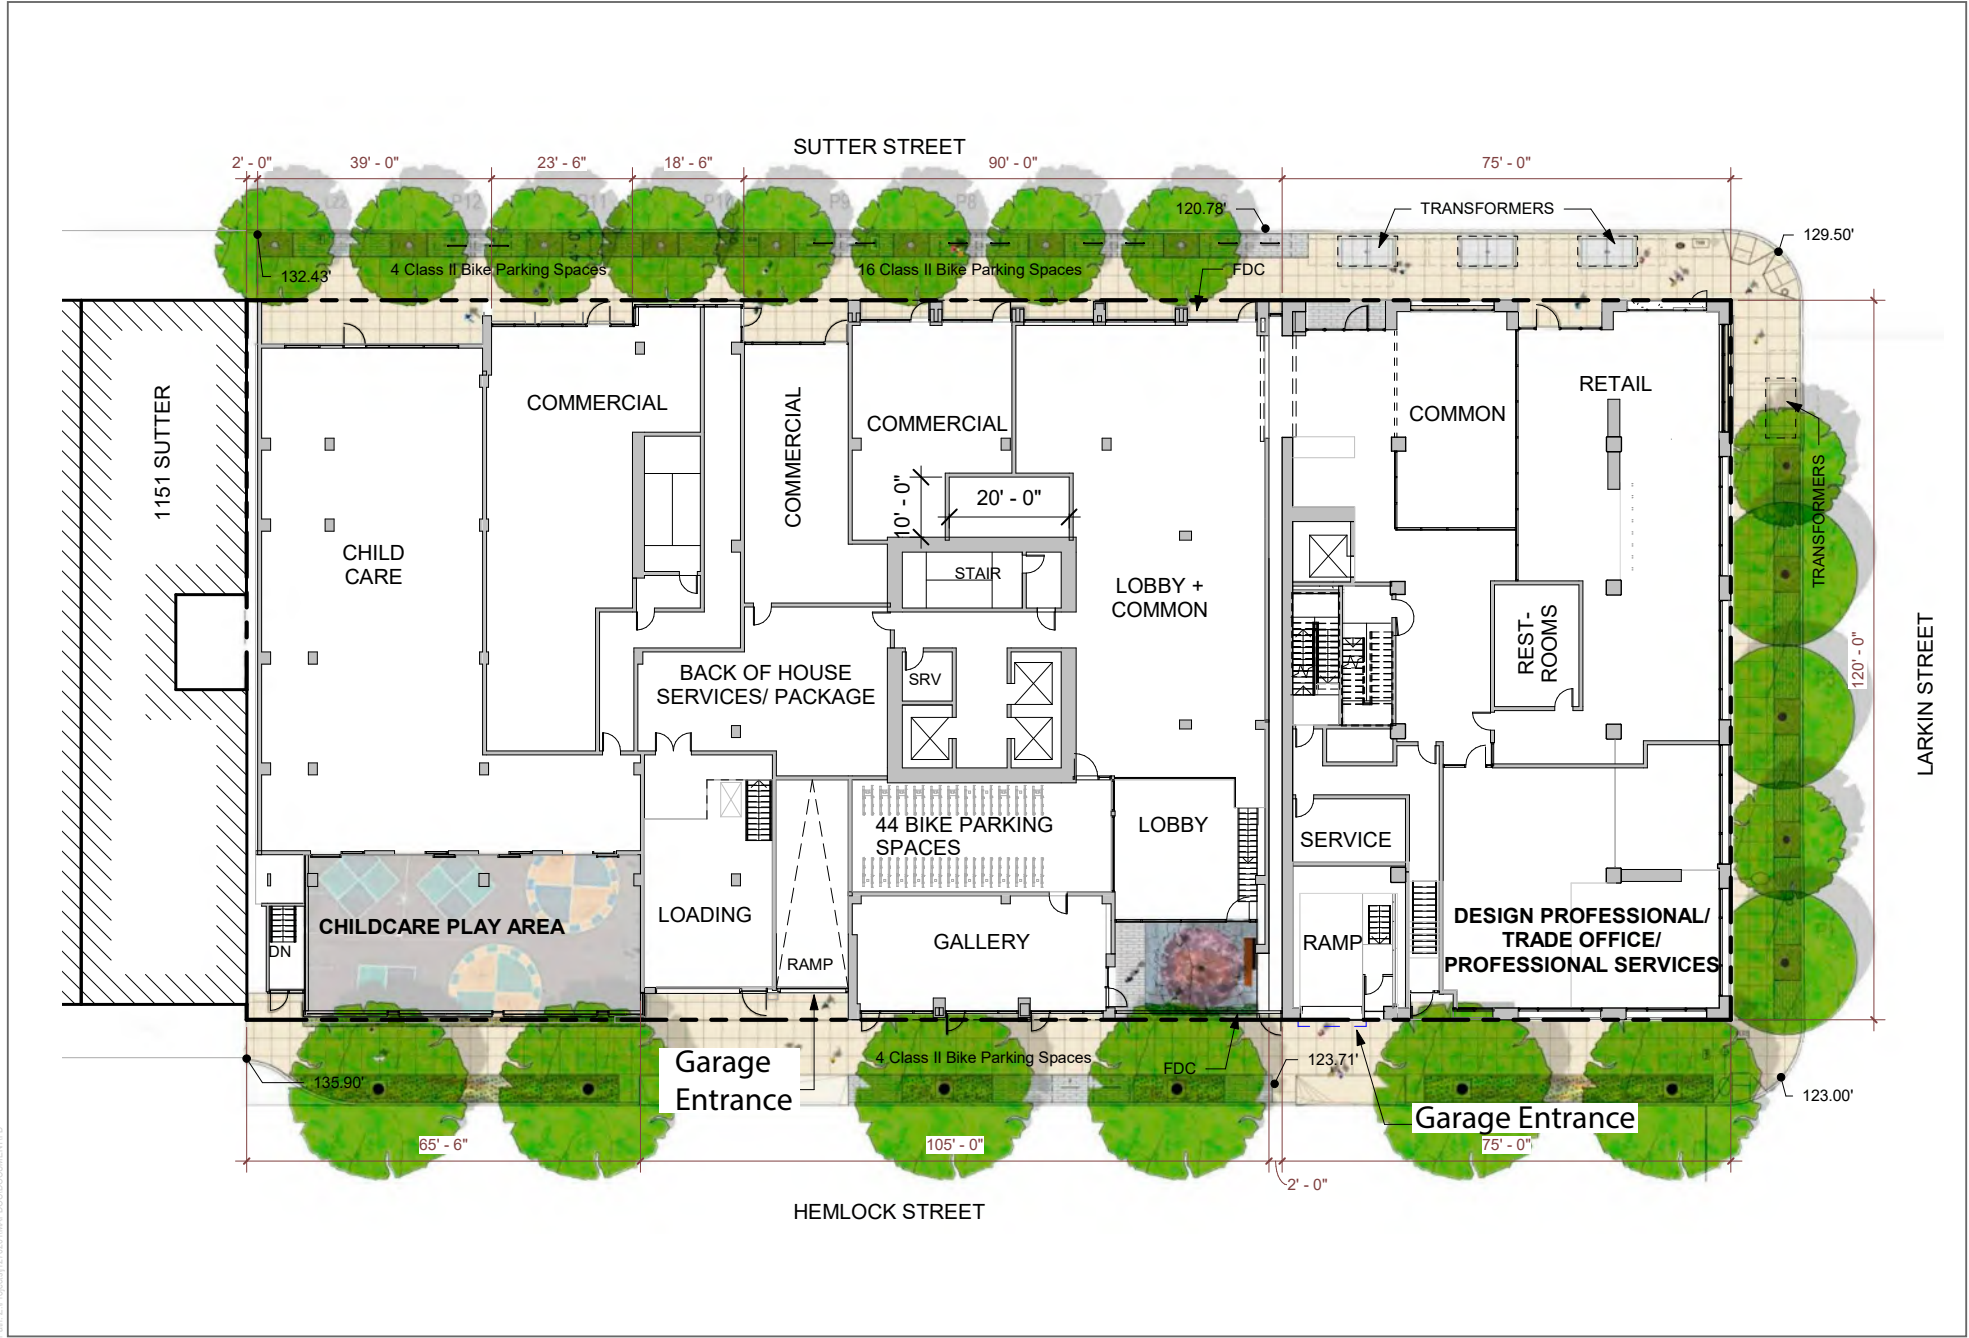 SUTTER STREET
2' - 0"
39' - 0"
23' - 6"
18' - 6"
90' - 0"
75' - 0"
P12
P9
P8
120.78'
TRANSFORMERS
129.50'
132.43'
4 Class II Bike Parking Spaces
16 Class II Bike Parking Spaces
FDC
1151 SUTTER
COMMERCIAL
COMMERCIAL
COMMERCIAL
COMMON
RETAIL
TRANSFORMERS
10' - 0"
20' - 0"
CHILD
CARE
STAIR
LOBBY +
COMMON
REST-
ROOMS
120' - 0"
LARKIN STREET
BACK OF HOUSE
SERVICES/ PACKAGE
SRV
44 BIKE PARKING
SPACES
LOBBY
SERVICE
CHILDCARE PLAY AREA
LOADING
GALLERY
DN
RAMP
RAMP
DESIGN PROFESSIONAL/
TRADE OFFICE/
PROFESSIONAL SERVICES
Garage
Entrance
4 Class II Bike Parking Spaces
FDC
123.71'
135.90'
123.00'
Garage Entrance
65' - 6"
105' - 0"
75' - 0"
2' - 0"
HEMLOCK STREET